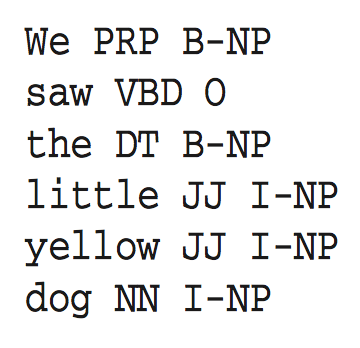 We PRP B-NP
saw VBD O
the DT B-NP
little JJ I-NP
yellow JJ I-NP
dog NN I-NP